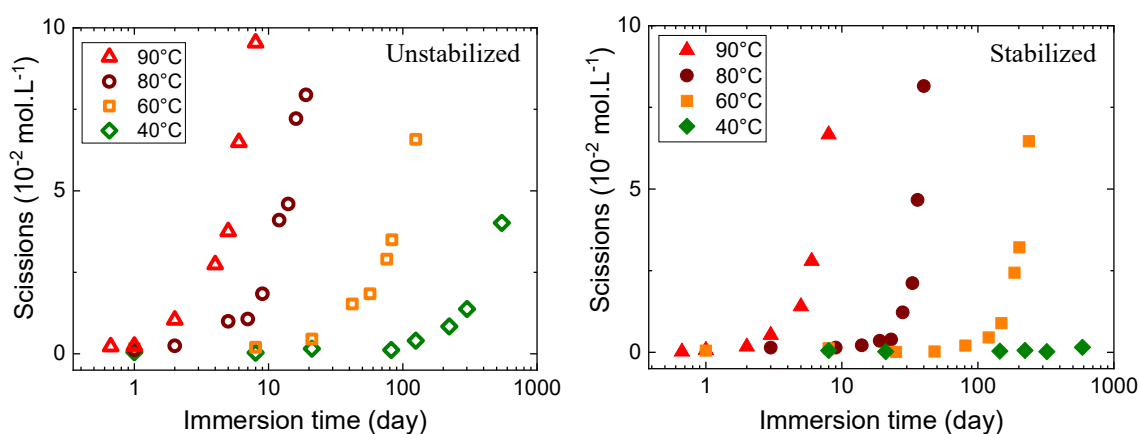 10
Unstabilized
90°C
80°C
60°C
40°C
5
0
1
10
100
1000
Scissions (10⁻² mol.L⁻¹)
Immersion time (day)
10
Stabilized
90°C
80°C
60°C
40°C
5
0
1
10
100
1000
Scissions (10⁻² mol.L⁻¹)
Immersion time (day)